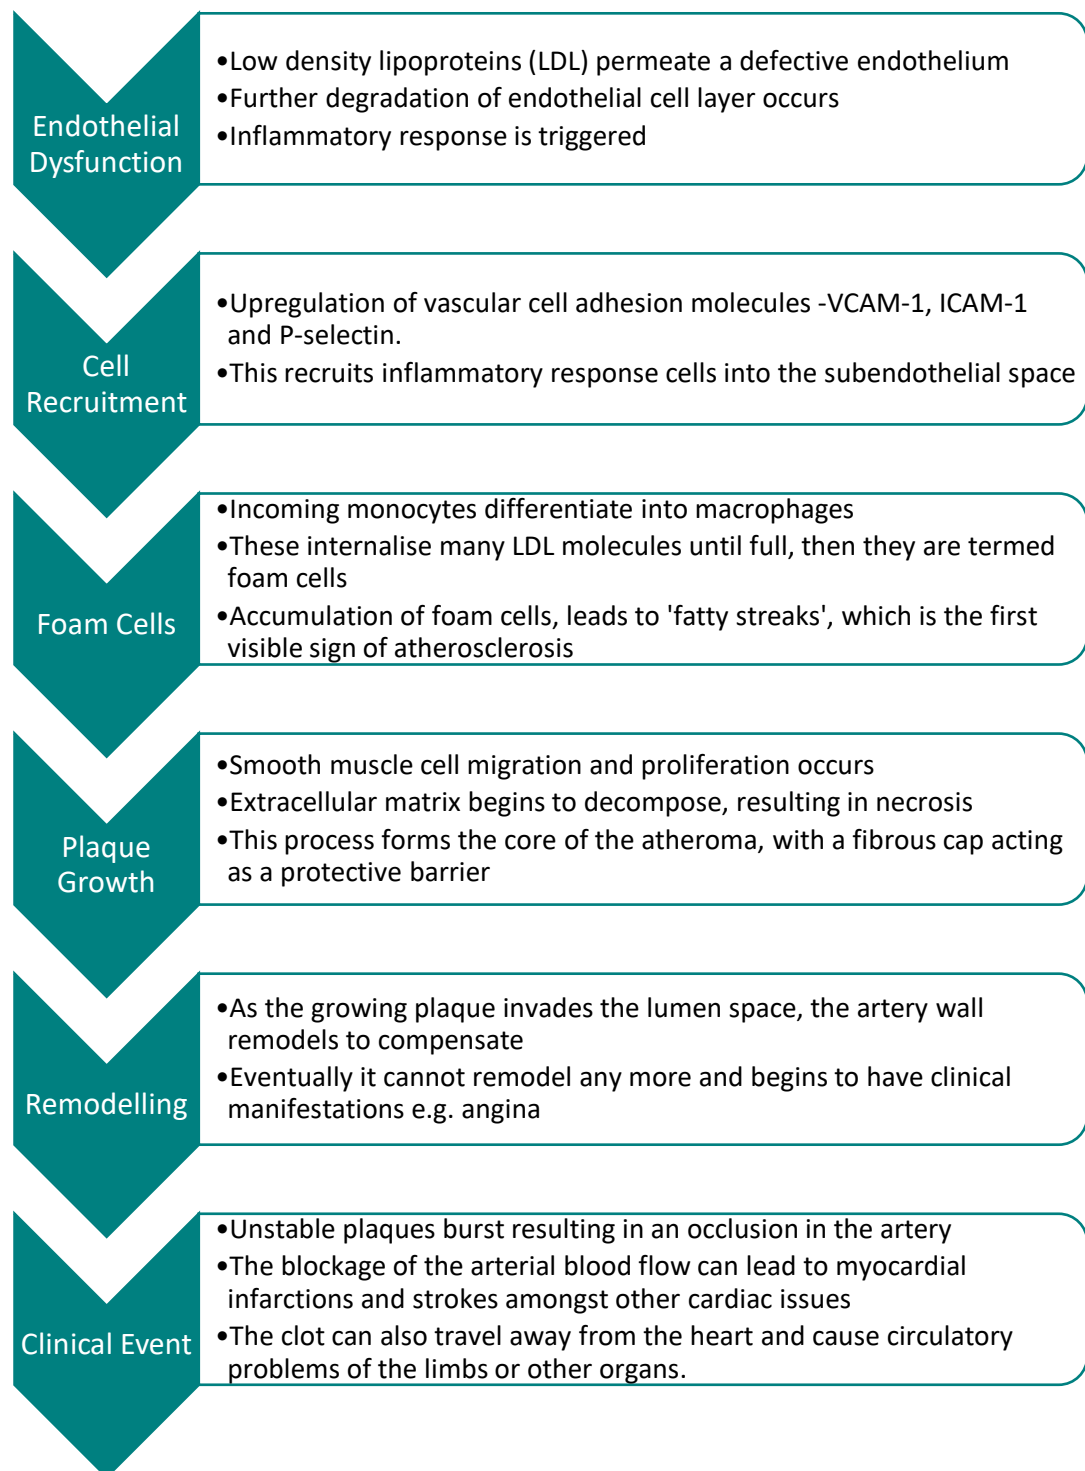 Endothelial
Dysfunction
•Low density lipoproteins (LDL) permeate a defective endothelium
•Further degradation of endothelial cell layer occurs
•Inflammatory response is triggered
Cell
Recruitment
•Upregulation of vascular cell adhesion molecules -VCAM-1, ICAM-1
and P-selectin.
•This recruits inflammatory response cells into the subendothelial space
Foam Cells
•Incoming monocytes differentiate into macrophages
•These internalise many LDL molecules until full, then they are termed
foam cells
•Accumulation of foam cells, leads to 'fatty streaks', which is the first
visible sign of atherosclerosis
Plaque
Growth
•Smooth muscle cell migration and proliferation occurs
•Extracellular matrix begins to decompose, resulting in necrosis
•This process forms the core of the atheroma, with a fibrous cap acting
as a protective barrier
Remodelling
•As the growing plaque invades the lumen space, the artery wall
remodels to compensate
•Eventually it cannot remodel any more and begins to have clinical
manifestations e.g. angina
Clinical Event
•Unstable plaques burst resulting in an occlusion in the artery
•The blockage of the arterial blood flow can lead to myocardial
infarctions and strokes amongst other cardiac issues
•The clot can also travel away from the heart and cause circulatory
problems of the limbs or other organs.